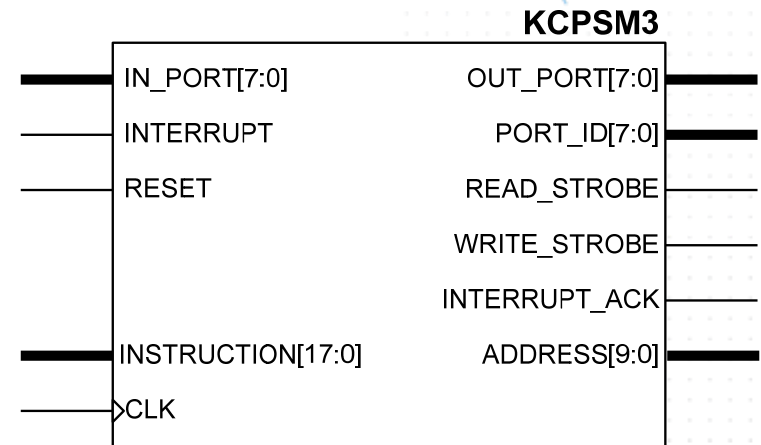 KCPSM3
IN_PORT[7:0]
OUT_PORT[7:0]
INTERRUPT
PORT_ID[7:0]
RESET
READ_STROBE
WRITE_STROBE
INTERRUPT_ACK
INSTRUCTION[17:0]
ADDRESS[9:0]
CLK